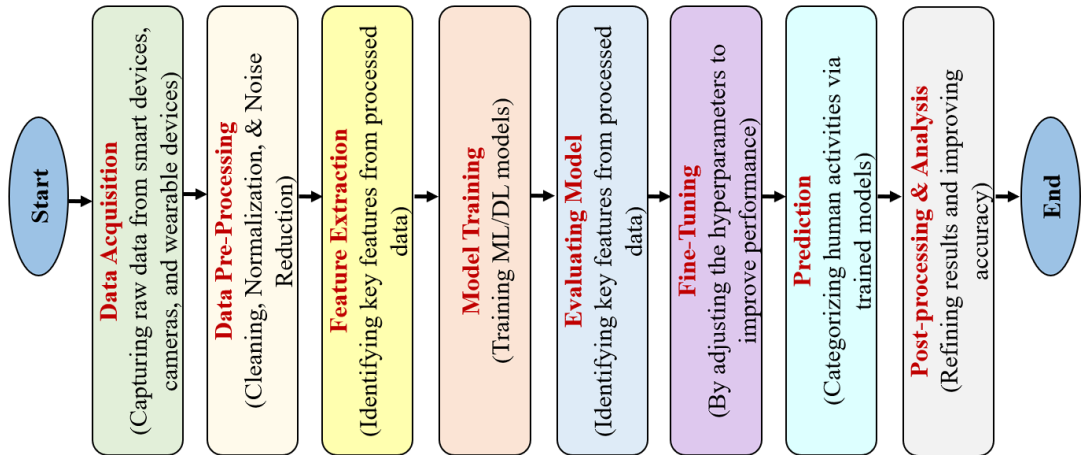 Start
Data Acquisition
(Capturing raw data from smart devices,
cameras, and wearable devices)
Data Pre-Processing
(Cleaning, Normalization, & Noise
Reduction)
Feature Extraction
(Identifying key features from processed
data)
Model Training
(Training ML/DL models)
Evaluating Model
(Identifying key features from processed
data)
Fine-Tuning
(By adjusting the hyperparameters to
improve performance)
Prediction
(Categorizing human activities via
trained models)
Post-processing & Analysis
(Refining results and improving
accuracy)
End